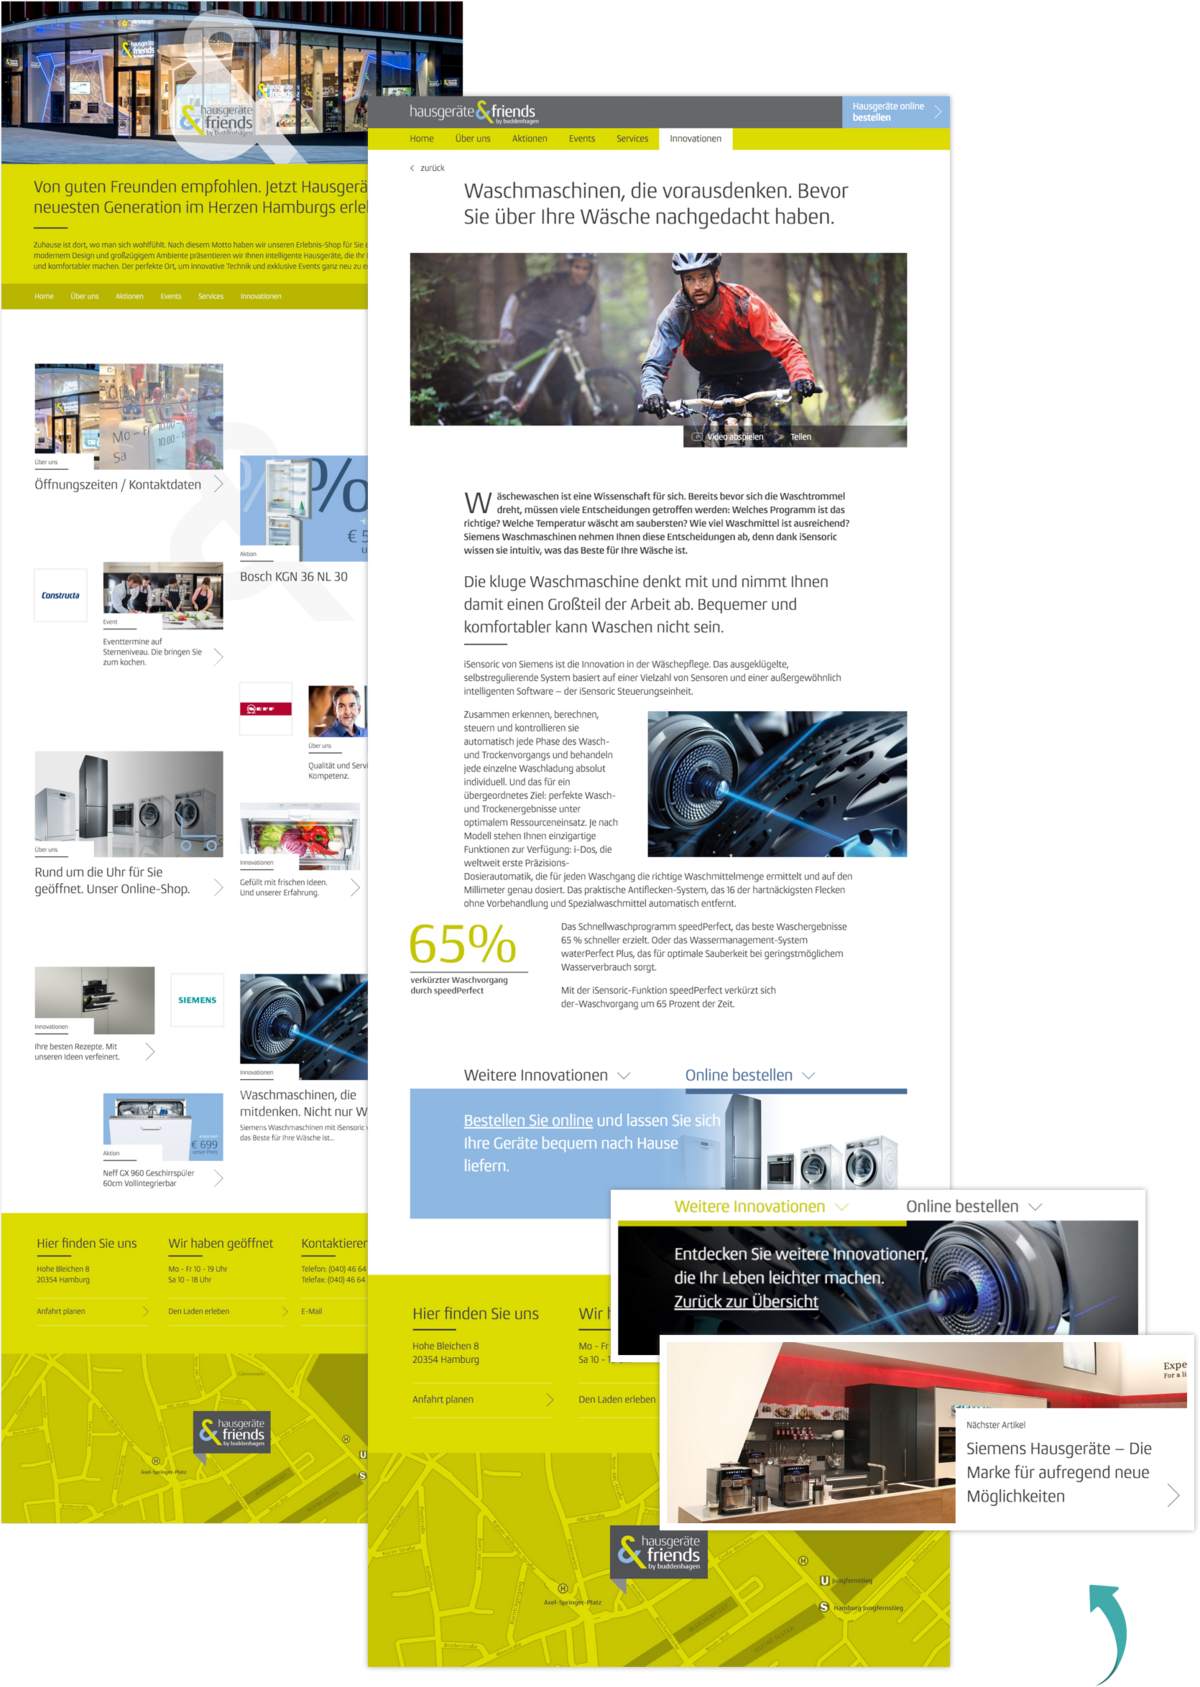 hausgeräte
& friends
by buddenhagen
Von guten Freunden empfohlen. Jetzt Hausgerä
neuesten Generation im Herzen Hamburgs erle
Zuhause ist dort, wo man sich wohlfühlt. Nach diesem Motto haben wir unseren Erlebnis-Shop für Sie
modernem Design und großzügigem Ambiente präsentieren wir Ihnen intelligente Hausgeräte, die Ihr
und komfortabler machen. Der perfekte Ort, um innovative Technik und exklusive Events ganz neu zu
Home Über uns Aktionen Events Services Innovationen
Mo – Fr 10.00 –
Sa
Über uns
Öffnungszeiten / Kontaktdaten
%
€ 5
Aktion
Bosch KGN 36 NL 30
Constructa
Event
Eventtermine auf
Sterneniveau. Die bringen Sie
zum kochen.
NEFF
Über uns
Qualität und Servi
Kompetenz.
Über uns
Rund um die Uhr für Sie
geöffnet. Unser Online-Shop.
Innovationen
Gefüllt mit frischen Ideen.
Und unserer Erfahrung.
Innovationen
Ihre besten Rezepte. Mit
unseren Ideen verfeinert.
SIEMENS
Innovationen
Waschmaschinen, die
mitdenken. Nicht nur W
Siemens Waschmaschinen mit iSensoric
das Beste für Ihre Wäsche ist...
€ 699
Aktion
Neff GX 960 Geschirrspüler
60cm Vollintegrierbar
Hier finden Sie uns
Hohe Bleichen 8
20354 Hamburg
Anfahrt planen
Wir haben geöffnet
Mo - Fr 10 - 19 Uhr
Sa 10 - 18 Uhr
Den Laden erleben
Kontaktieren
Telefon: (040) 46 64
Telefax: (040) 46 64
E-Mail
hausgeräte
& friends
by buddenhagen
Axel-Springer-Platz
H
H
U
S
hausgeräte & friends
by buddenhagen
Hausgeräte online
bestellen
Home Über uns Aktionen Events Services Innovationen
zurück
Waschmaschinen, die vorausdenken. Bevor
Sie über Ihre Wäsche nachgedacht haben.
Video abspielen Teilen
Wäschewaschen ist eine Wissenschaft für sich. Bereits bevor sich die Waschtrommel
dreht, müssen viele Entscheidungen getroffen werden: Welches Programm ist das
richtige? Welche Temperatur wäscht am saubersten? Wie viel Waschmittel ist ausreichend?
Siemens Waschmaschinen nehmen Ihnen diese Entscheidungen ab, denn dank iSensoric
wissen sie intuitiv, was das Beste für Ihre Wäsche ist.
Die kluge Waschmaschine denkt mit und nimmt Ihnen
damit einen Großteil der Arbeit ab. Bequemer und
komfortabler kann Waschen nicht sein.
iSensoric von Siemens ist die Innovation in der Wäschepflege. Das ausgeklügelte,
selbstregulierende System basiert auf einer Vielzahl von Sensoren und einer außergewöhnlich
intelligenten Software – der iSensoric Steuerungseinheit.
Zusammen erkennen, berechnen,
steuern und kontrollieren sie
automatisch jede Phase des Wasch-
und Trockenvorgangs und behandeln
jede einzelne Waschladung absolut
individuell. Und das für ein
übergeordnetes Ziel: perfekte Wasch-
und Trockenergebnisse unter
optimalem Ressourceneinsatz. Je nach
Modell stehen Ihnen einzigartige
Funktionen zur Verfügung: i-Dos, die
weltweit erste Präzisions-
Dosierautomatik, die für jeden Waschgang die richtige Waschmittelmenge ermittelt und auf den
Millimeter genau dosiert. Das praktische Antiflecken-System, das 16 der hartnäckigsten Flecken
ohne Vorbehandlung und Spezialwaschmittel automatisch entfernt.
65%
verkürzter Waschvorgang
durch speedPerfect
Das Schnellwaschprogramm speedPerfect, das beste Waschergebnisse
65 % schneller erzielt. Oder das Wassermanagement-System
waterPerfect Plus, das für optimale Sauberkeit bei geringstmöglichem
Wasserverbrauch sorgt.
Mit der iSensoric-Funktion speedPerfect verkürzt sich
der-Waschvorgang um 65 Prozent der Zeit.
Weitere Innovationen Online bestellen
Bestellen Sie online und lassen Sie sich
Ihre Geräte bequem nach Hause
liefern.
Weitere Innovationen Online bestellen
Entdecken Sie weitere Innovationen,
die Ihr Leben leichter machen.
Zurück zur Übersicht
Expe
For a li
Nächster Artikel
Siemens Hausgeräte – Die
Marke für aufregend neue
Möglichkeiten
Hier finden Sie uns
Hohe Bleichen 8
20354 Hamburg
Anfahrt planen
Wir h
Mo - Fr
Sa 10 - 1
Den Laden erleben
hausgeräte
& friends
by buddenhagen
H
Axel-Springer-Platz
H
U Jungfernstieg
S Hamburg Jungfernstieg